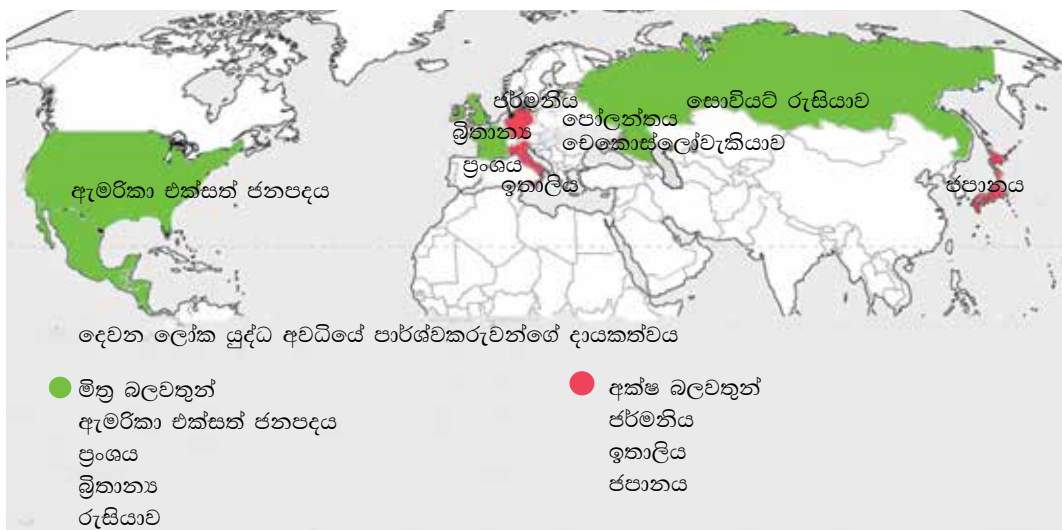 ජර්මනිය
සොවියට් රුසියාව
පෝලන්තය
බ්‍රිතාන්‍ය
චෙකොස්ලෝවැකියාව
ප්‍රංශය
ඉතාලිය
ඇමරිකා එක්සත් ජනපදය
ජපානය
දෙවන ලෝක යුද්ධ අවධියේ පාර්ශ්වකරුවන්ගේ දායකත්වය
මිත්‍ර බලවතුන්
ඇමරිකා එක්සත් ජනපදය
ප්‍රංශය
බ්‍රිතාන්‍ය
රුසියාව
අක්ෂ බලවතුන්
ජර්මනිය
ඉතාලිය
ජපානය